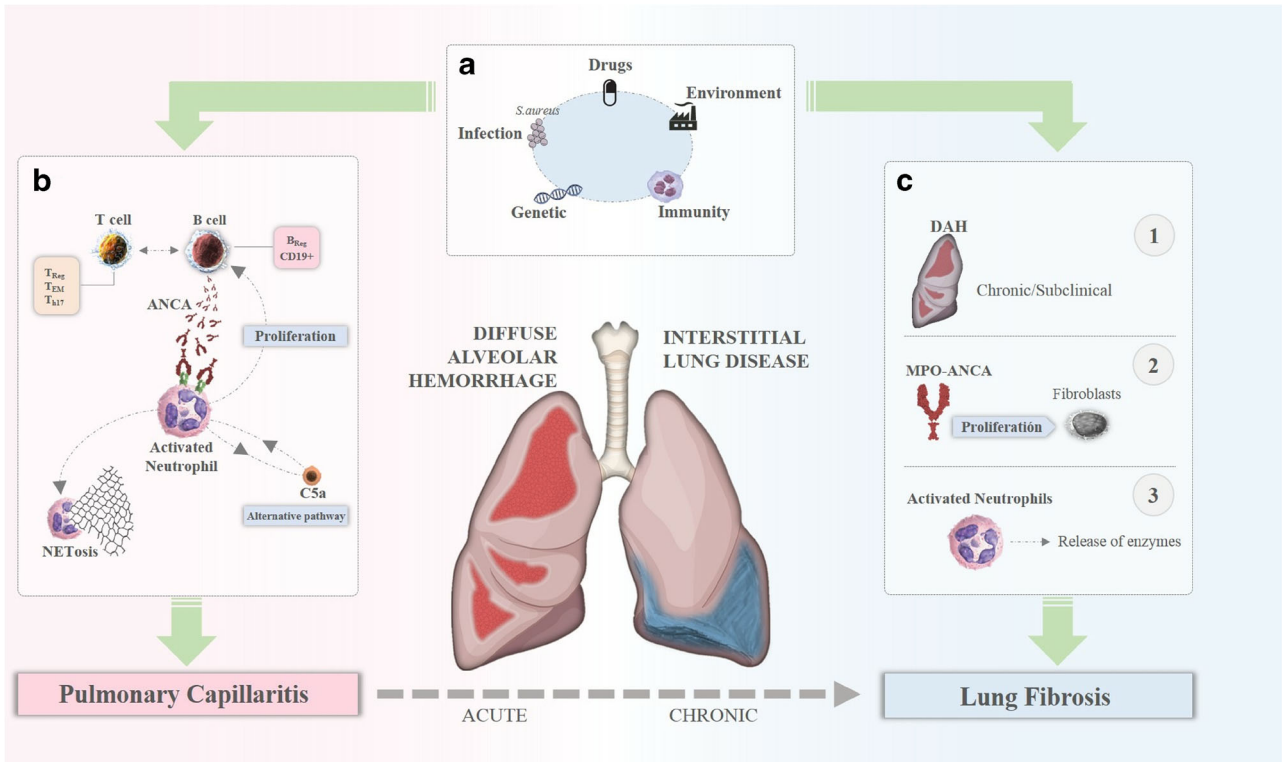 a
Drugs
Environment
S.aureus
Infection
Genetic
Immunity
b
T cell
B cell
BReg
CD19+
TReg
TEM
Th17
ANCA
Proliferation
Activated
Neutrophil
C5a
Alternative pathway
NETosis
Pulmonary Capillaritis
DIFFUSE
ALVEOLAR
HEMORRHAGE
INTERSTITIAL
LUNG DISEASE
ACUTE
CHRONIC
c
DAH
1
Chronic/Subclinical
2
MPO-ANCA
Fibroblasts
Proliferatión
3
Activated Neutrophils
Release of enzymes
Lung Fibrosis